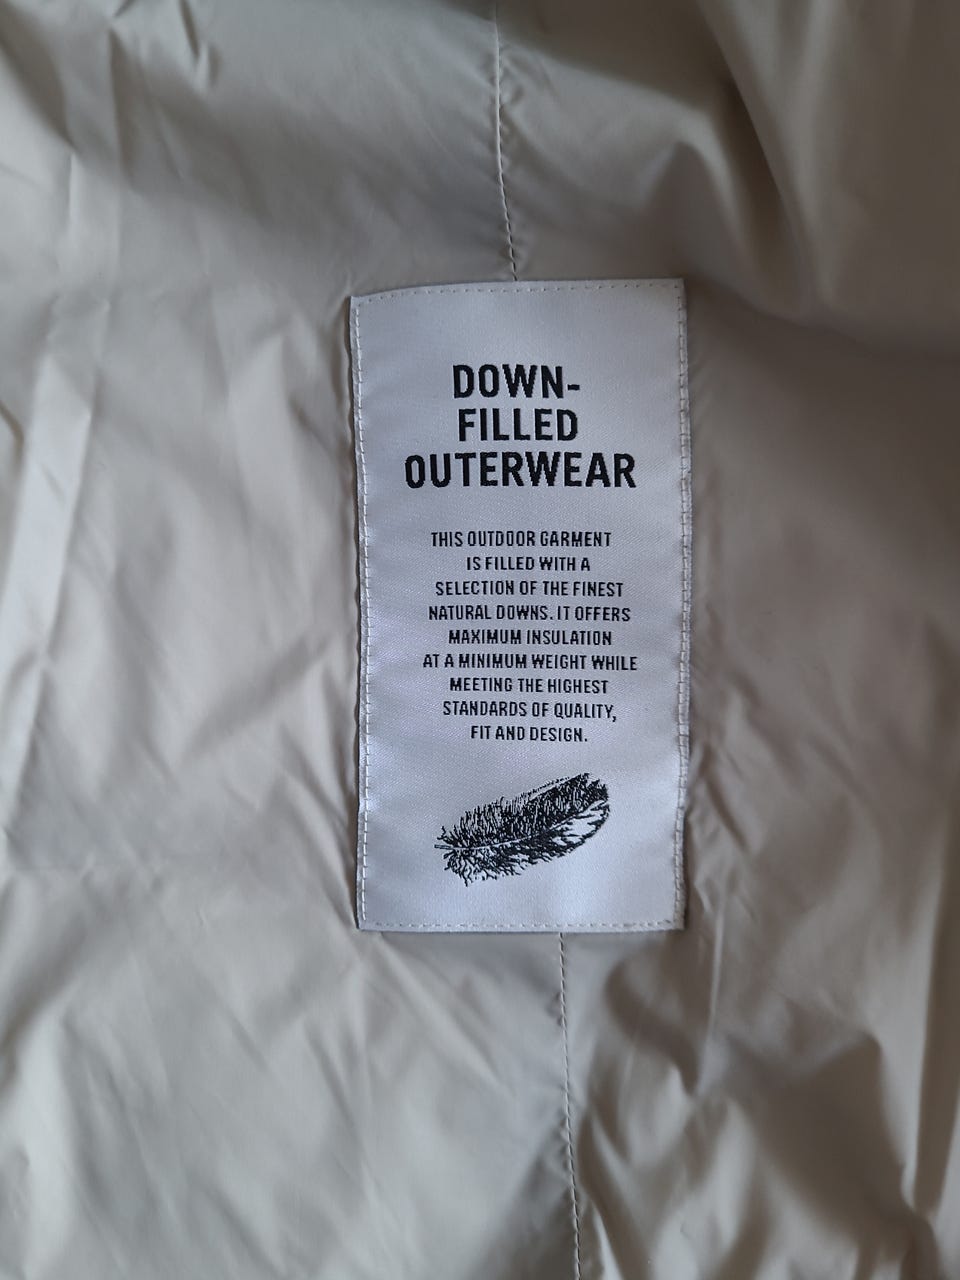 DOWN-
FILLED
OUTERWEAR
THIS OUTDOOR GARMENT
IS FILLED WITH A
SELECTION OF THE FINEST
NATURAL DOWNS. IT OFFERS
MAXIMUM INSULATION
AT A MINIMUM WEIGHT WHILE
MEETING THE HIGHEST
STANDARDS OF QUALITY,
FIT AND DESIGN.